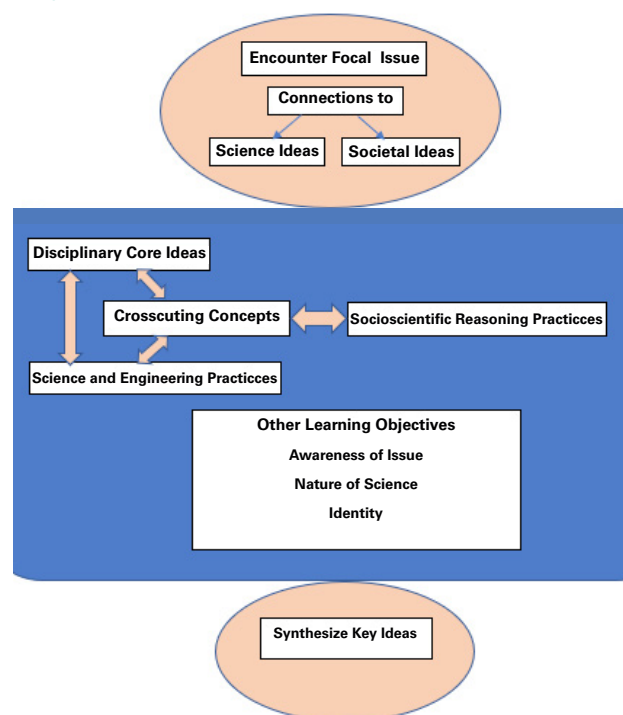 Encounter Focal Issue
Connections to
Science Ideas
Societal Ideas
Disciplinary Core Ideas
Crosscuting Concepts
Socioscientific Reasoning Practicces
Science and Engineering Practicces
Other Learning Objectives
Awareness of Issue
Nature of Science
Identity
Synthesize Key Ideas